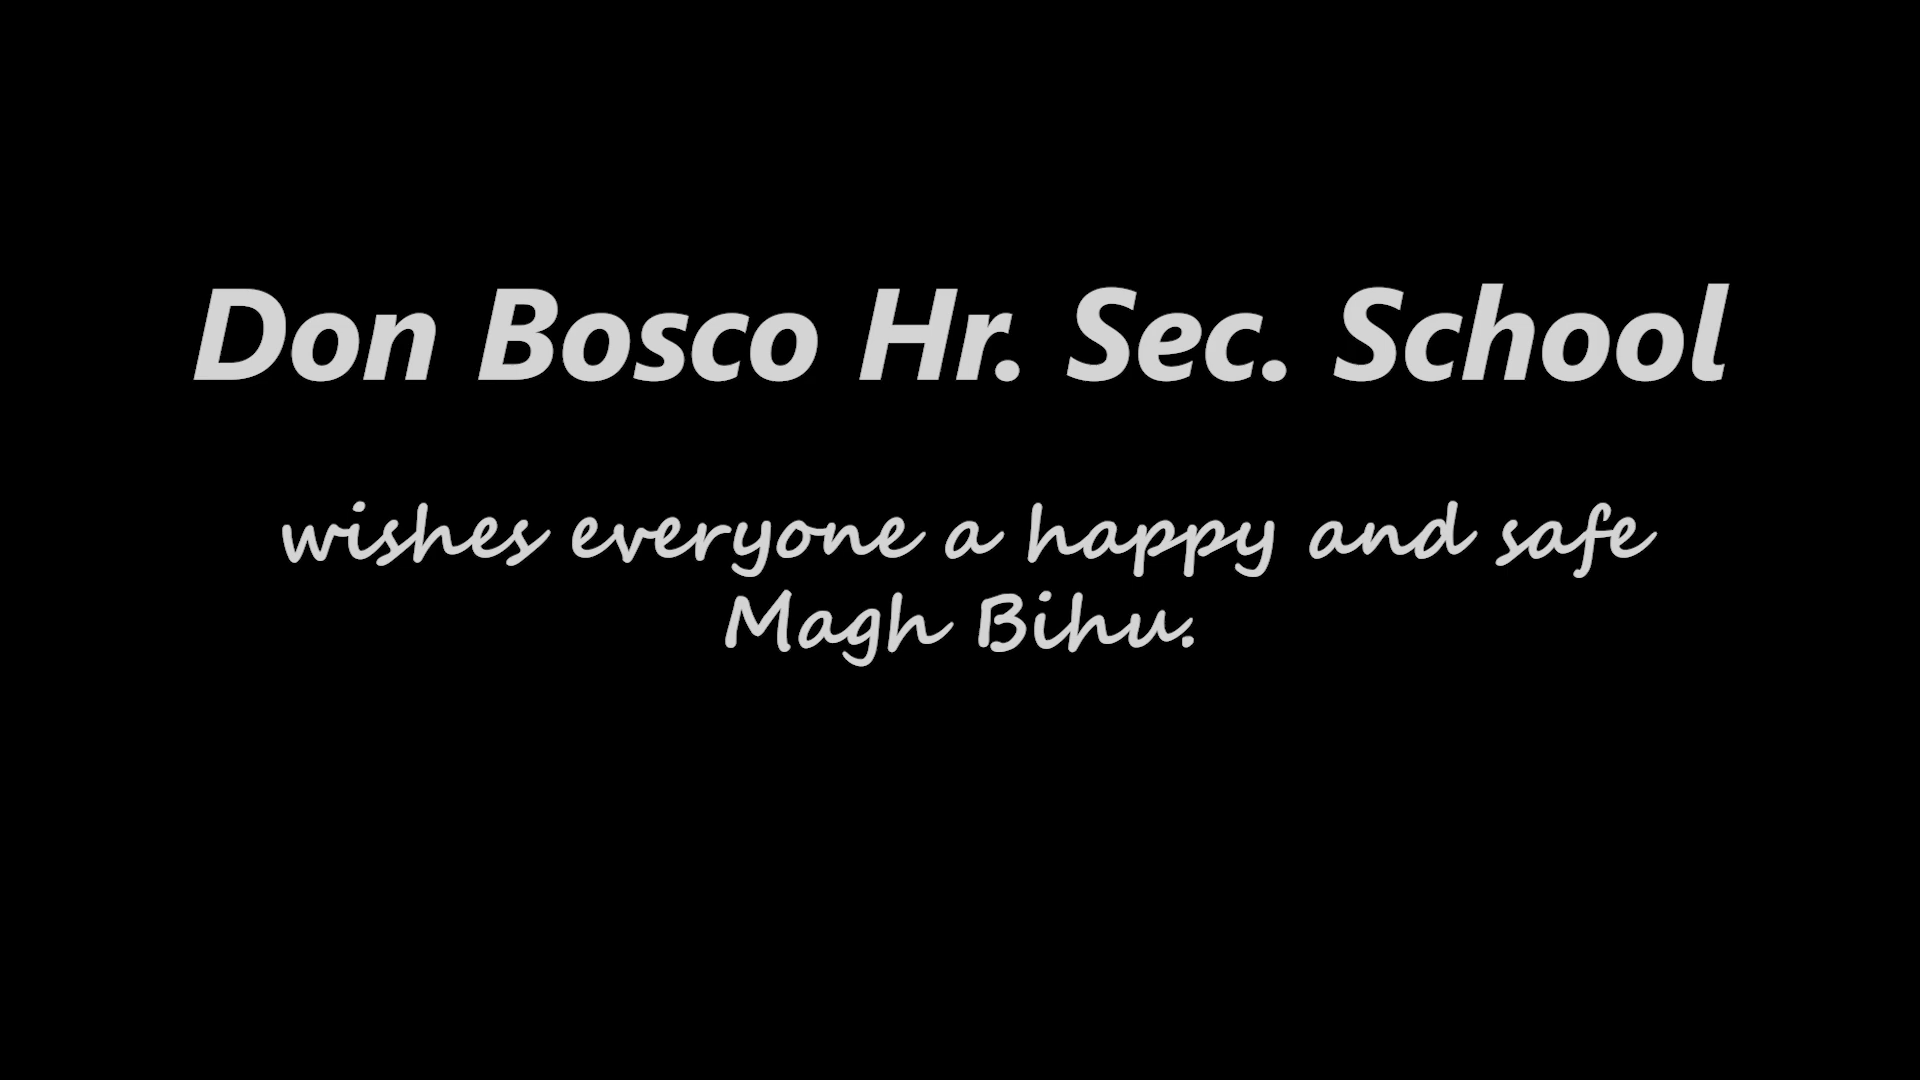 Don Bosco Hr. Sec. School
wishes everyone a happy and safe
Magh Bihu.